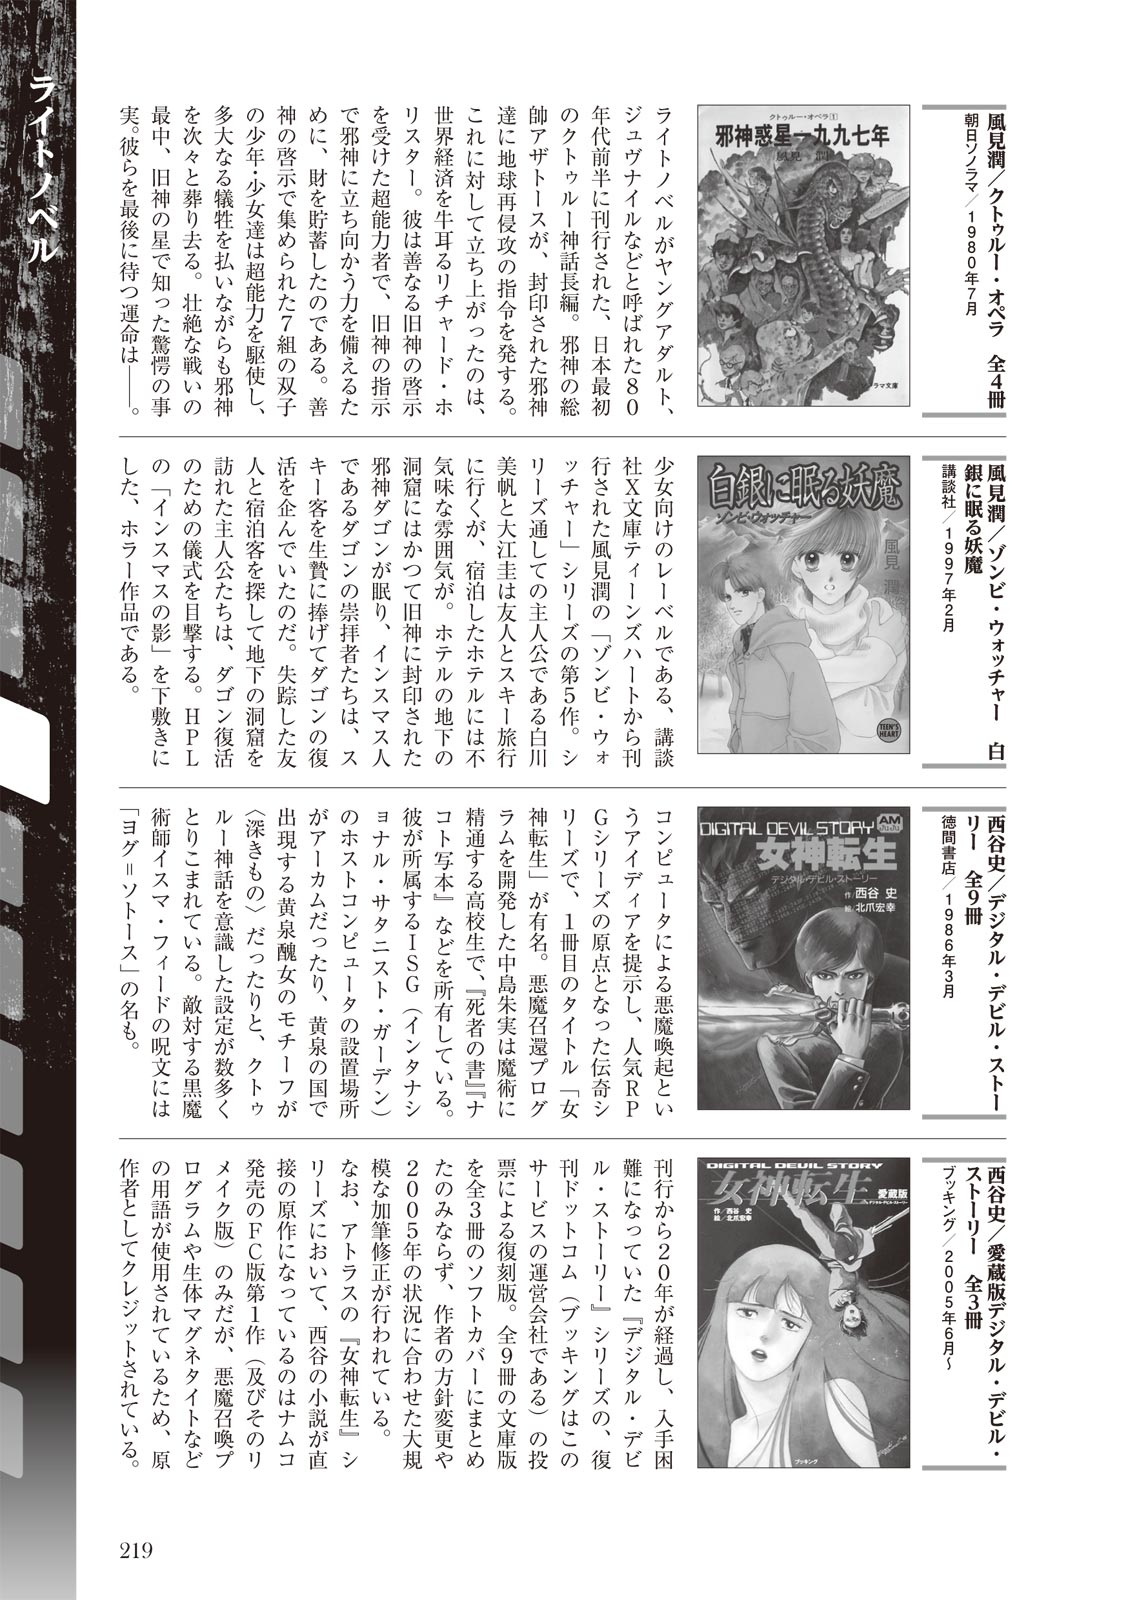 ライトノベル
風見潤／クトゥルー・オペラ　全4冊
朝日ソノラマ／1980年7月
クトゥルー・オペラ①
邪神惑星一九九七年
風見　潤
ラマ文庫
ライトノベルがヤングアダルト、
ジュヴナイルなどと呼ばれた80
年代前半に刊行された、日本最初
のクトゥルー神話長編。邪神の総
帥アザトースが、封印された邪神
達に地球再侵攻の指令を発する。
これに対して立ち上がったのは、
世界経済を牛耳るリチャード・ホ
リスター。彼は善なる旧神の啓示
を受けた超能力者で、旧神の指示
で邪神に立ち向かう力を備えるた
めに、財を貯蓄したのである。善
神の啓示で集められた7組の双子
の少年・少女達は超能力を駆使し、
多大なる犠牲を払いながらも邪神
を次々と葬り去る。壮絶な戦いの
最中、旧神の星で知った驚愕の事
実。彼らを最後に待つ運命は――。
風見潤／ゾンビ・ウォッチャー　白
銀に眠る妖魔
講談社／1997年2月
白銀に眠る妖魔
ゾンビ・ウォッチャー
風見　潤
TEEN'S
HEART
少女向けのレーベルである、講談
社X文庫ティーンズハートから刊
行された風見潤の「ゾンビ・ウォ
ッチャー」シリーズの第5作。シ
リーズ通しての主人公である白川
美帆と大江圭は友人とスキー旅行
に行くが、宿泊したホテルには不
気味な雰囲気が。ホテルの地下の
洞窟にはかつて旧神に封印された
邪神ダゴンが眠り、インスマス人
であるダゴンの崇拝者たちは、ス
キー客を生贄に捧げてダゴンの復
活を企んでいたのだ。失踪した友
人と宿泊客を探して地下の洞窟を
訪れた主人公たちは、ダゴン復活
のための儀式を目撃する。HPL
の「インスマスの影」を下敷きに
した、ホラー作品である。
西谷史／デジタル・デビル・ストー
リー　全9冊
徳間書店／1986年3月
DIGITAL DEVIL STORY
AM
JuJu
女神転生
デジタル・デビル・ストーリー
作／西谷 史
絵／北爪宏幸
コンピュータによる悪魔喚起とい
うアイディアを提示し、人気RP
Gシリーズの原点となった伝奇シ
リーズで、1冊目のタイトル「女
神転生」が有名。悪魔召還プログ
ラムを開発した中島朱実は魔術に
精通する高校生で、『死者の書』『ナ
コト写本』などを所有している。
彼が所属するISG（インタナシ
ョナル・サタニスト・ガーデン）
のホストコンピュータの設置場所
がアーカムだったり、黄泉の国で
出現する黄泉醜女のモチーフが
〈深きもの〉だったりと、クトゥ
ルー神話を意識した設定が数多く
とりこまれている。敵対する黒魔
術師イスマ・フィードの呪文には
「ヨグ＝ソトース」の名も。
西谷史／愛蔵版デジタル・デビル・
ストーリー　全3冊
ブッキング／2005年6月〜
DIGITAL DEVIL STORY
女神転生
愛蔵版
デジタル・デビル・ストーリー
作／西谷 史
絵／北爪宏幸
ブッキング
刊行から20年が経過し、入手困
難になっていた『デジタル・デビ
ル・ストーリー』シリーズの、復
刊ドットコム（ブッキングはこの
サービスの運営会社である）の投
票による復刻版。全9冊の文庫版
を全3冊のソフトカバーにまとめ
たのみならず、作者の方針変更や
2005年の状況に合わせた大規
模な加筆修正が行われている。
なお、アトラスの『女神転生』シ
リーズにおいて、西谷の小説が直
接の原作になっているのはナムコ
発売のFC版第1作（及びそのリ
メイク版）のみだが、悪魔召喚プ
ログラムや生体マグネタイトなど
の用語が使用されているため、原
作者としてクレジットされている。
219